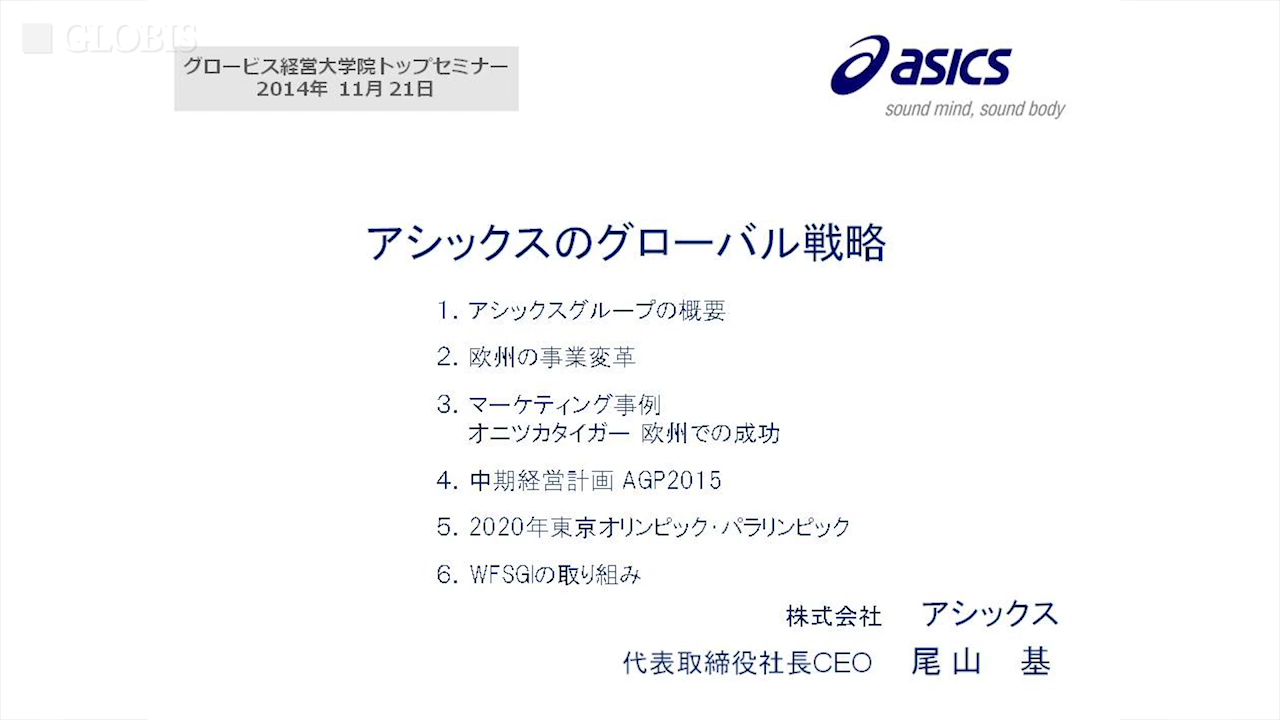 GLOBIS
グロービス経営大学院トップセミナー
2014年 11月 21日
asics
sound mind, sound body
アシックスのグローバル戦略
1. アシックスグループの概要
2. 欧州の事業変革
3. マーケティング事例
オニツカタイガー 欧州での成功
4. 中期経営計画 AGP2015
5. 2020年東京オリンピック・パラリンピック
6. WFSGIの取り組み
株式会社 アシックス
代表取締役社長CEO 尾山 基